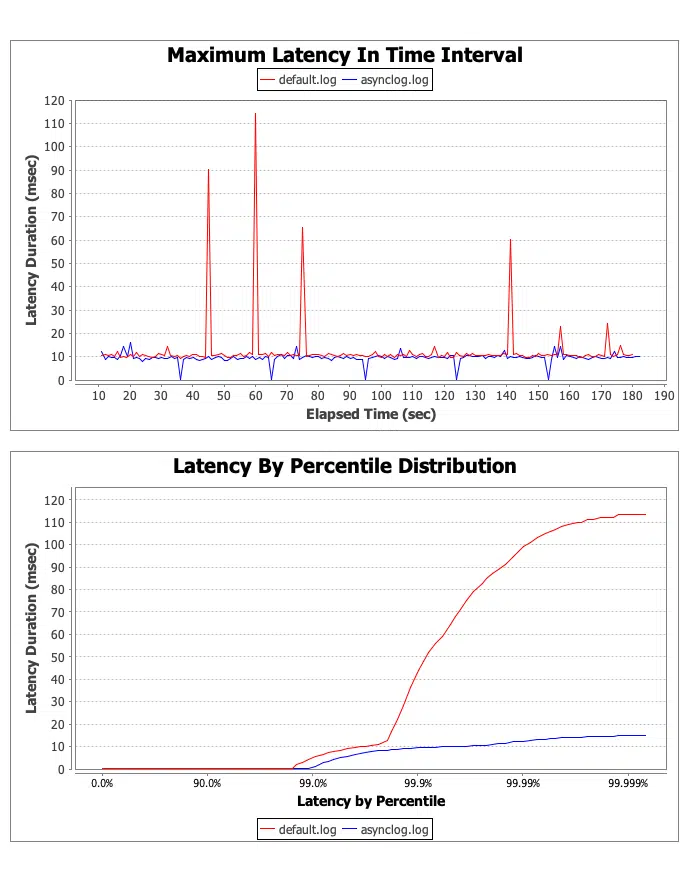 Maximum Latency In Time Interval
default.log asynclog.log
120
110
100
90
80
70
60
50
40
30
20
10
0
Latency Duration (msec)
10 20 30 40 50 60 70 80 90 100 110 120 130 140 150 160 170 180 190
Elapsed Time (sec)
Latency By Percentile Distribution
120
110
100
90
80
70
60
50
40
30
20
10
0
Latency Duration (msec)
0.0% 90.0% 99.0% 99.9% 99.99% 99.999%
Latency by Percentile
default.log asynclog.log